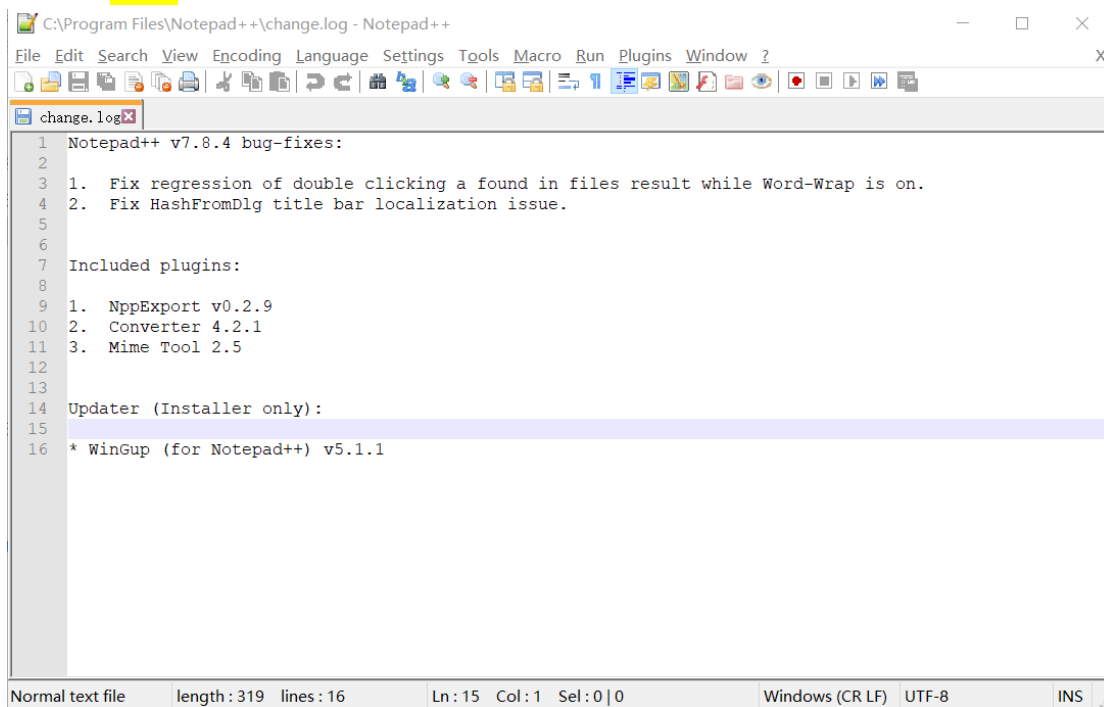 C:\Program Files\Notepad++\change.log - Notepad++
File Edit Search View Encoding Language Settings Tools Macro Run Plugins Window ? X
change.log
1 Notepad++ v7.8.4 bug-fixes:
2
3 1. Fix regression of double clicking a found in files result while Word-Wrap is on.
4 2. Fix HashFromDlg title bar localization issue.
5
6
7 Included plugins:
8
9 1. NppExport v0.2.9
10 2. Converter 4.2.1
11 3. Mime Tool 2.5
12
13
14 Updater (Installer only):
15
16 * WinGup (for Notepad++) v5.1.1
Normal text file length : 319 lines : 16 Ln : 15 Col : 1 Sel : 0 | 0 Windows (CR LF) UTF-8 INS